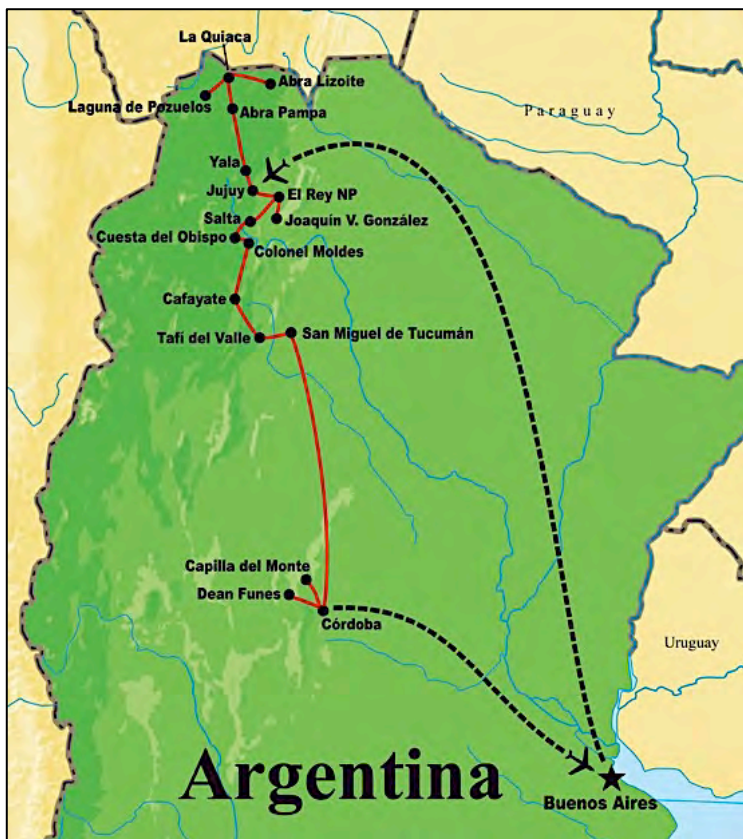 La Quiaca
Abra Lizoite
Laguna de Pozuelos
Abra Pampa
Paraguay
Yala
Jujuy
El Rey NP
Salta
Joaquín V. González
Cuesta del Obispo
Colonel Moldes
Cafayate
Tafí del Valle
San Miguel de Tucumán
Capilla del Monte
Dean Funes
Córdoba
Uruguay
Argentina
Buenos Aires